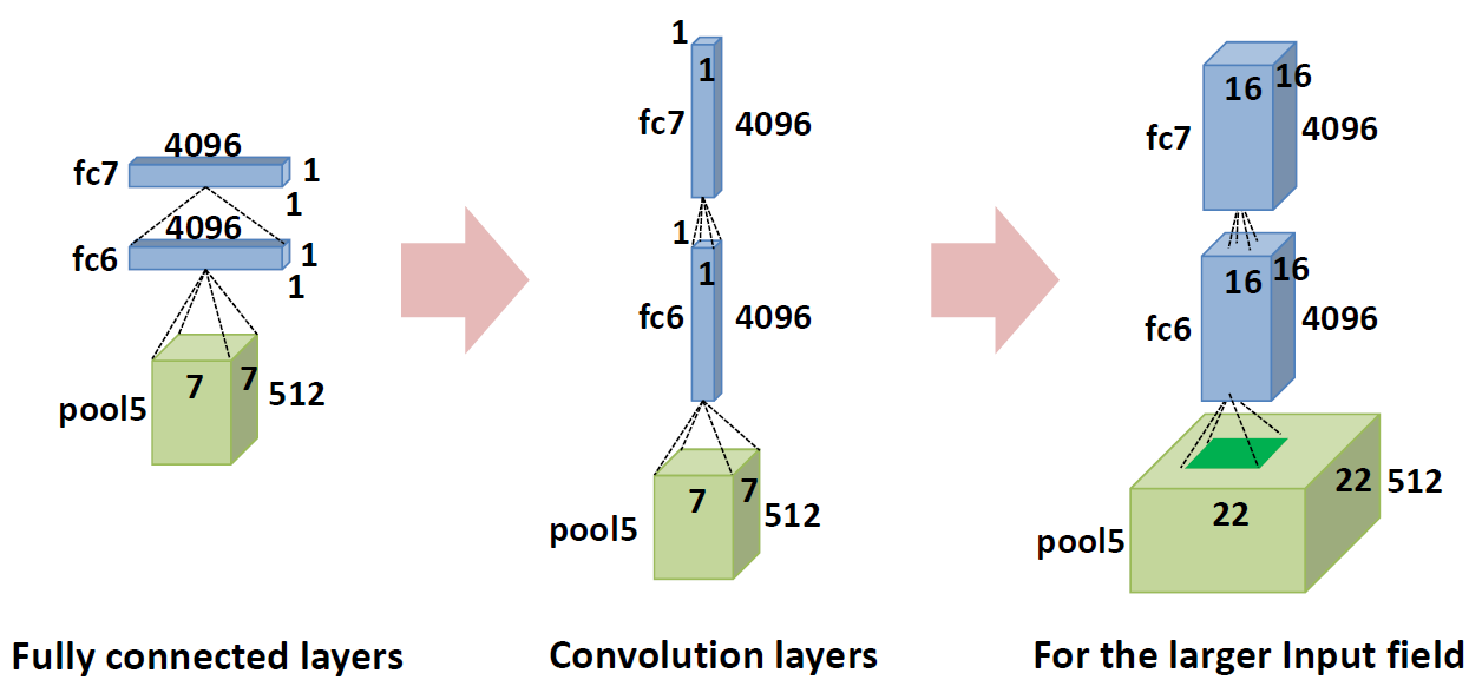 4096
fc7
1
1
4096
fc6
1
1
7
7
512
pool5
Fully connected layers
1
1
fc7
4096
1
1
fc6
4096
7
7
512
pool5
Convolution layers
16
16
fc7
4096
16
16
fc6
4096
22
22
512
pool5
For the larger Input field